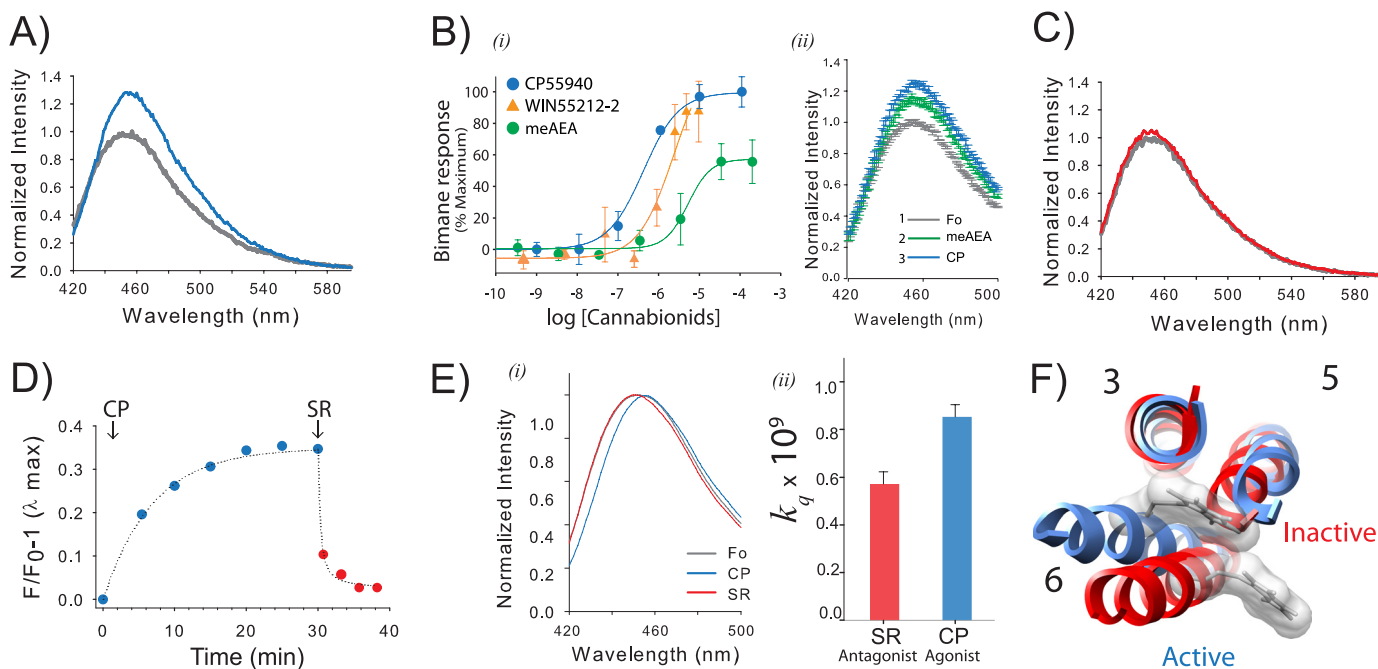 A)
Normalized Intensity
1.4
1.2
1.0
0.8
0.6
0.4
0.2
0.0
420 460 500 540 580
Wavelength (nm)
B)
(i)
CP55940
WIN55212-2
meAEA
Bimane response
(% Maximum)
100
80
60
40
20
0
-10 -9 -8 -7 -6 -5 -4 -3
log [Cannabionids]
(ii)
Normalized Intensity
1.4
1.2
1.0
0.8
0.6
0.4
0.2
0.0
1 Fo
2 meAEA
3 CP
420 440 460 480 500
Wavelength (nm)
C)
Normalized Intensity
1.4
1.2
1.0
0.8
0.6
0.4
0.2
0.0
420 460 500 540 580
Wavelength (nm)
D)
CP
SR
F/F0-1 (λ max)
0.4
0.3
0.2
0.1
0.0
0 10 20 30 40
Time (min)
E)
(i)
Normalized Intensity
1.2
1.0
0.8
0.6
0.4
1.2
0.0
Fo
CP
SR
420 460 500
Wavelength (nm)
(ii)
kq x 10⁹
1.0
0.8
0.6
0.9
0.0
SR
Antagonist
CP
Agonist
F)
3
5
6
Inactive
Active